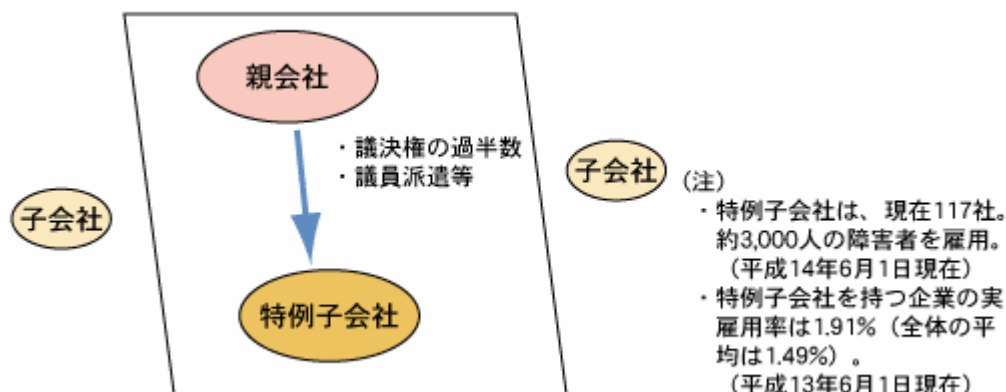 親会社
・議決権の過半数
・議員派遣等
子会社
子会社
特例子会社
(注)
・特例子会社は、現在117社。
約3,000人の障害者を雇用。
(平成14年6月1日現在)
・特例子会社を持つ企業の実
雇用率は1.91%(全体の平
均は1.49%)。
(平成13年6月1日現在)